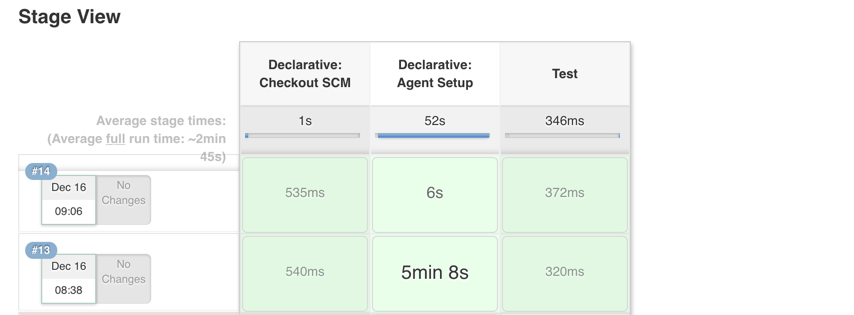 Stage View
Declarative:
Checkout SCM
Declarative:
Agent Setup
Test
Average stage times:
(Average full run time: ~2min
45s)
1s
52s
346ms
#14
Dec 16
09:06
No
Changes
535ms
6s
372ms
#13
Dec 16
08:38
No
Changes
540ms
5min 8s
320ms